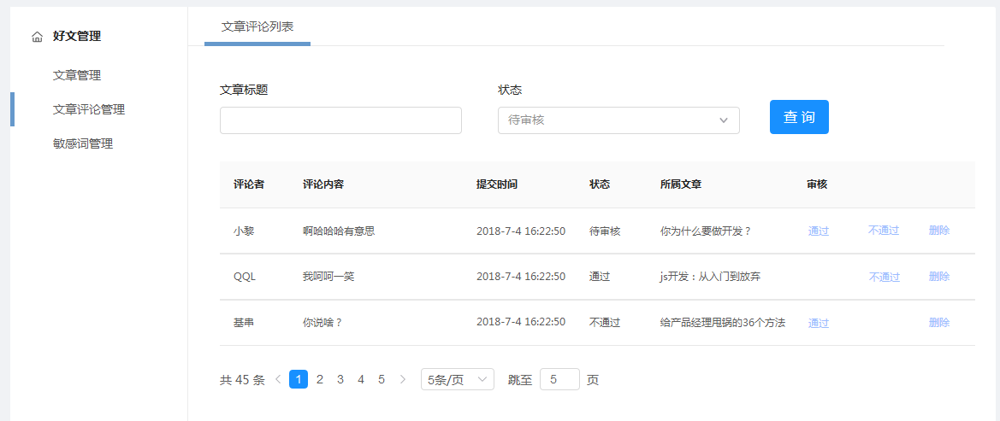 好文管理
文章管理
文章评论管理
敏感词管理
文章评论列表
文章标题 状态
待审核 查 询
评论者 评论内容 提交时间 状态 所属文章 审核
小黎 啊哈哈哈有意思 2018-7-4 16:22:50 待审核 你为什么要做开发？ 通过 不通过 删除
QQL 我呵呵一笑 2018-7-4 16:22:50 通过 js开发：从入门到放弃 不通过 删除
基串 你说啥？ 2018-7-4 16:22:50 不通过 给产品经理甩锅的36个方法 通过 删除
共 45 条 1 2 3 4 5 5条/页 跳至 5 页